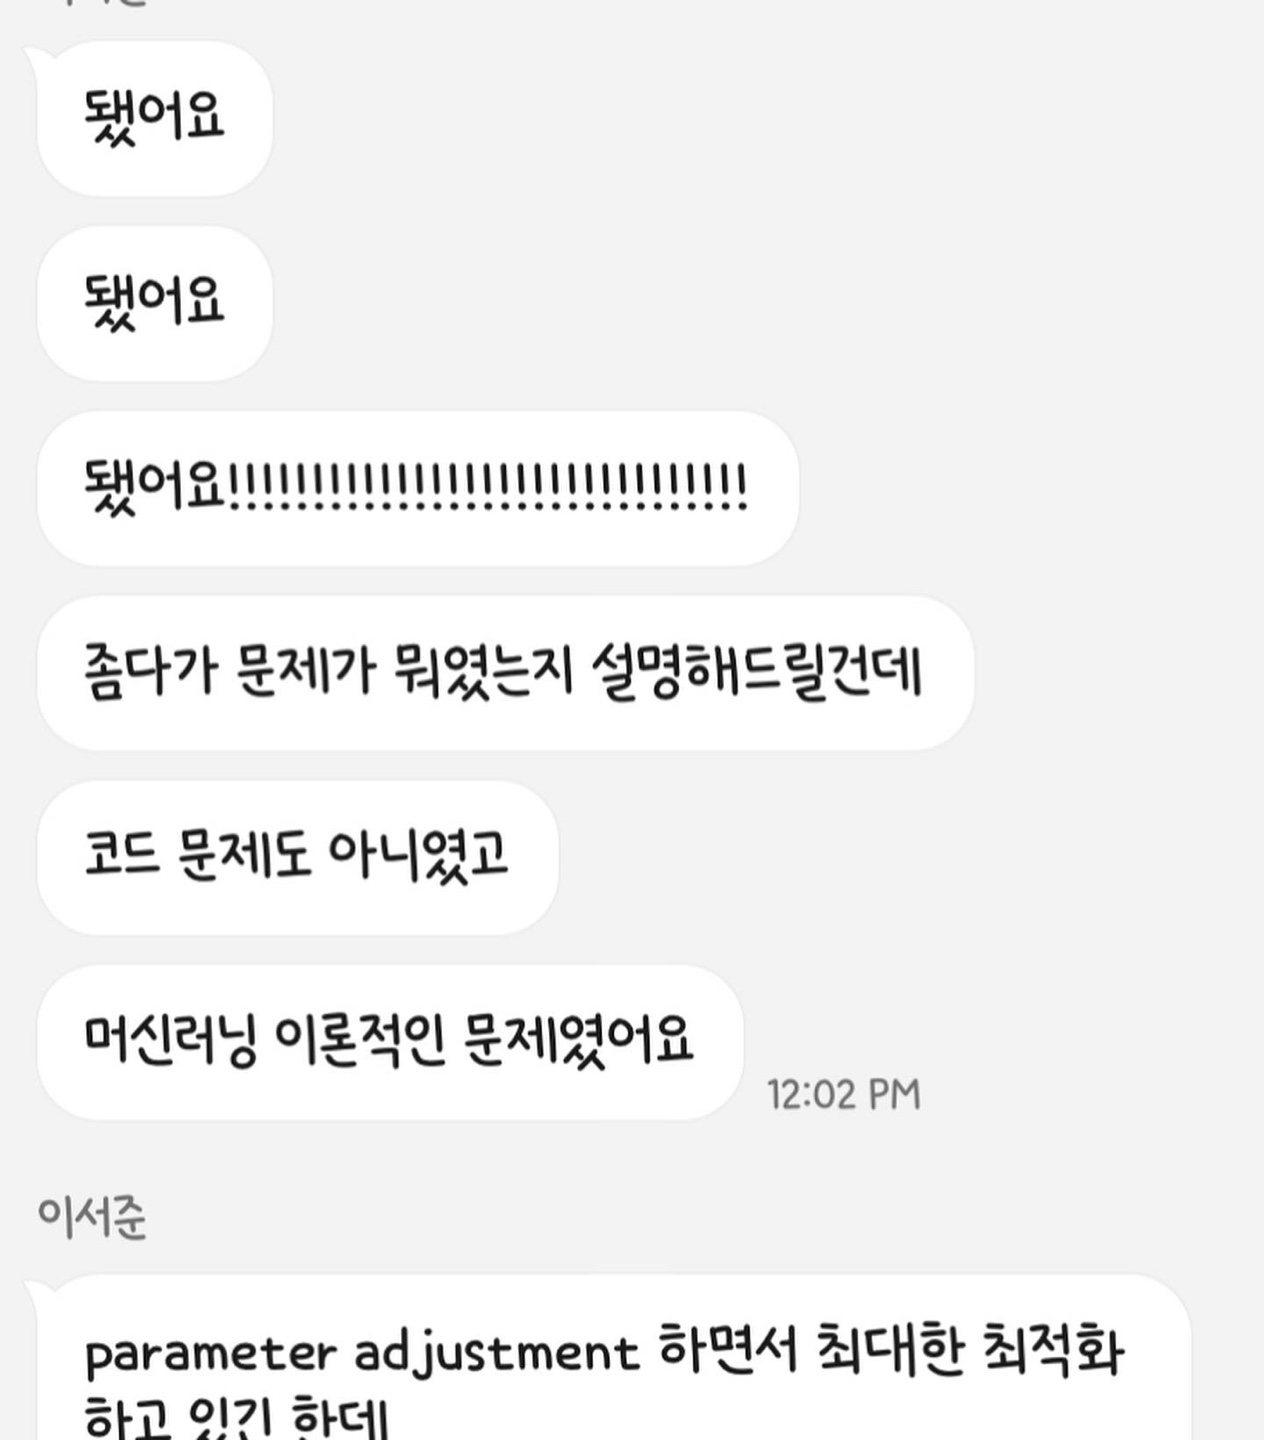 됐어요
됐어요
됐어요!!!!!!!!!!!!!!!!!!!!!!!!!!!!!!!
좀다가 문제가 뭐였는지 설명해드릴건데
코드 문제도 아니였고
머신러닝 이론적인 문제였어요
12:02 PM
이서준
parameter adjustment 하면서 최대한 최적화
하고 있긴 한데